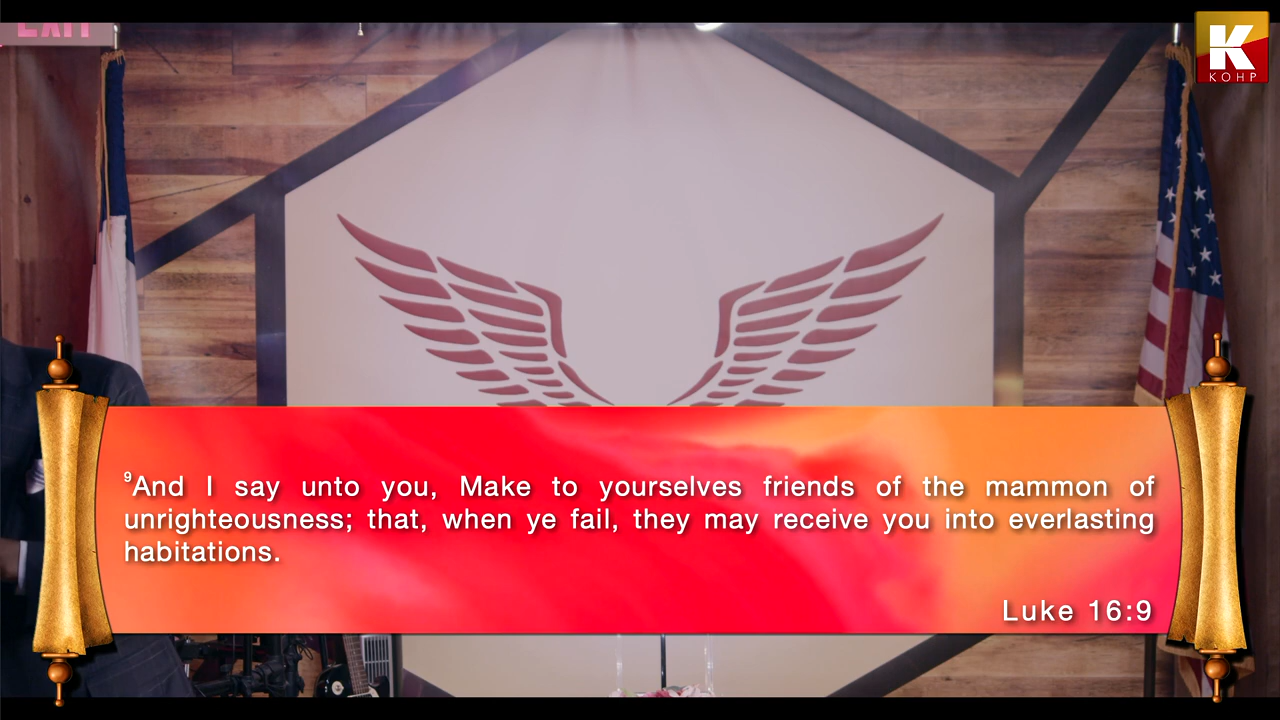 EXIT
K
KOHP
⁹And I say unto you, Make to yourselves friends of the mammon of
unrighteousness; that, when ye fail, they may receive you into everlasting
habitations.
Luke 16:9